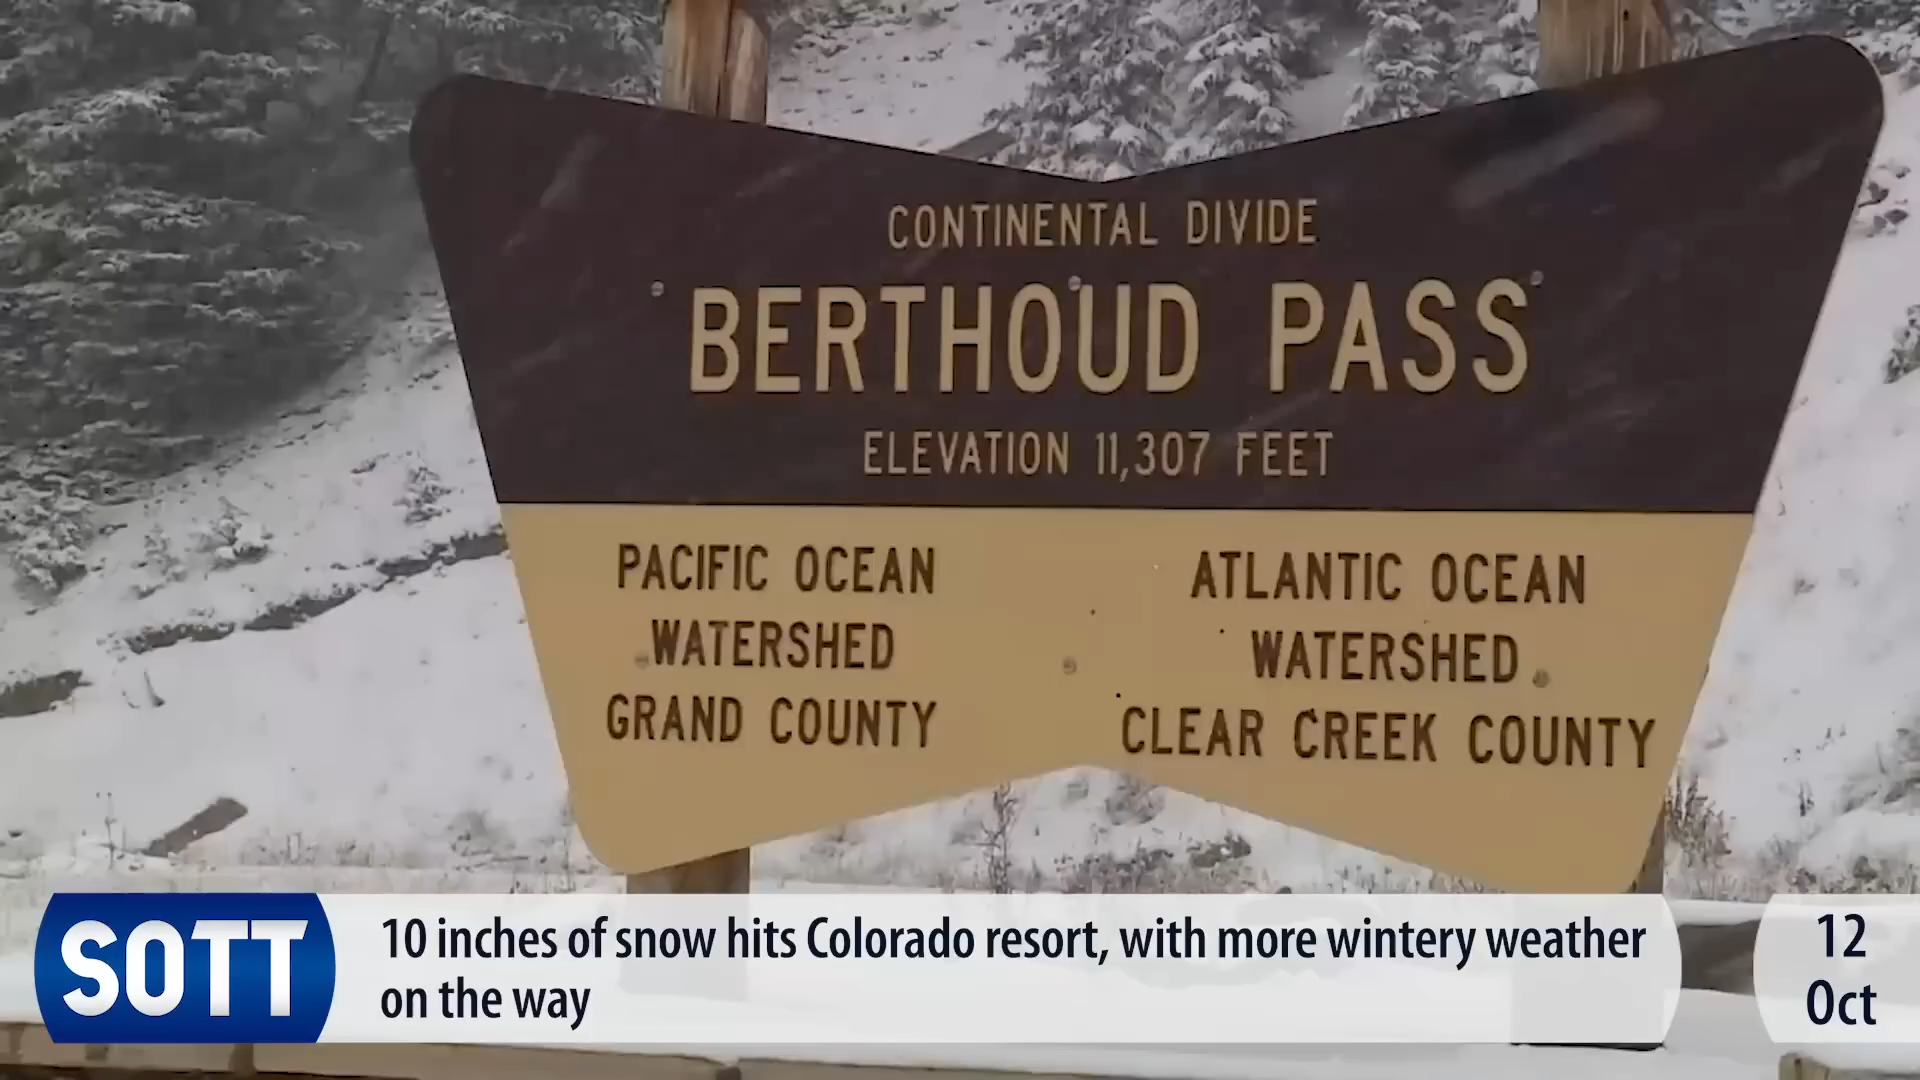 CONTINENTAL DIVIDE
BERTHOUD PASS
ELEVATION 11,307 FEET
PACIFIC OCEAN
WATERSHED
GRAND COUNTY
ATLANTIC OCEAN
WATERSHED
CLEAR CREEK COUNTY
SOTT
10 inches of snow hits Colorado resort, with more wintery weather
on the way
12
Oct